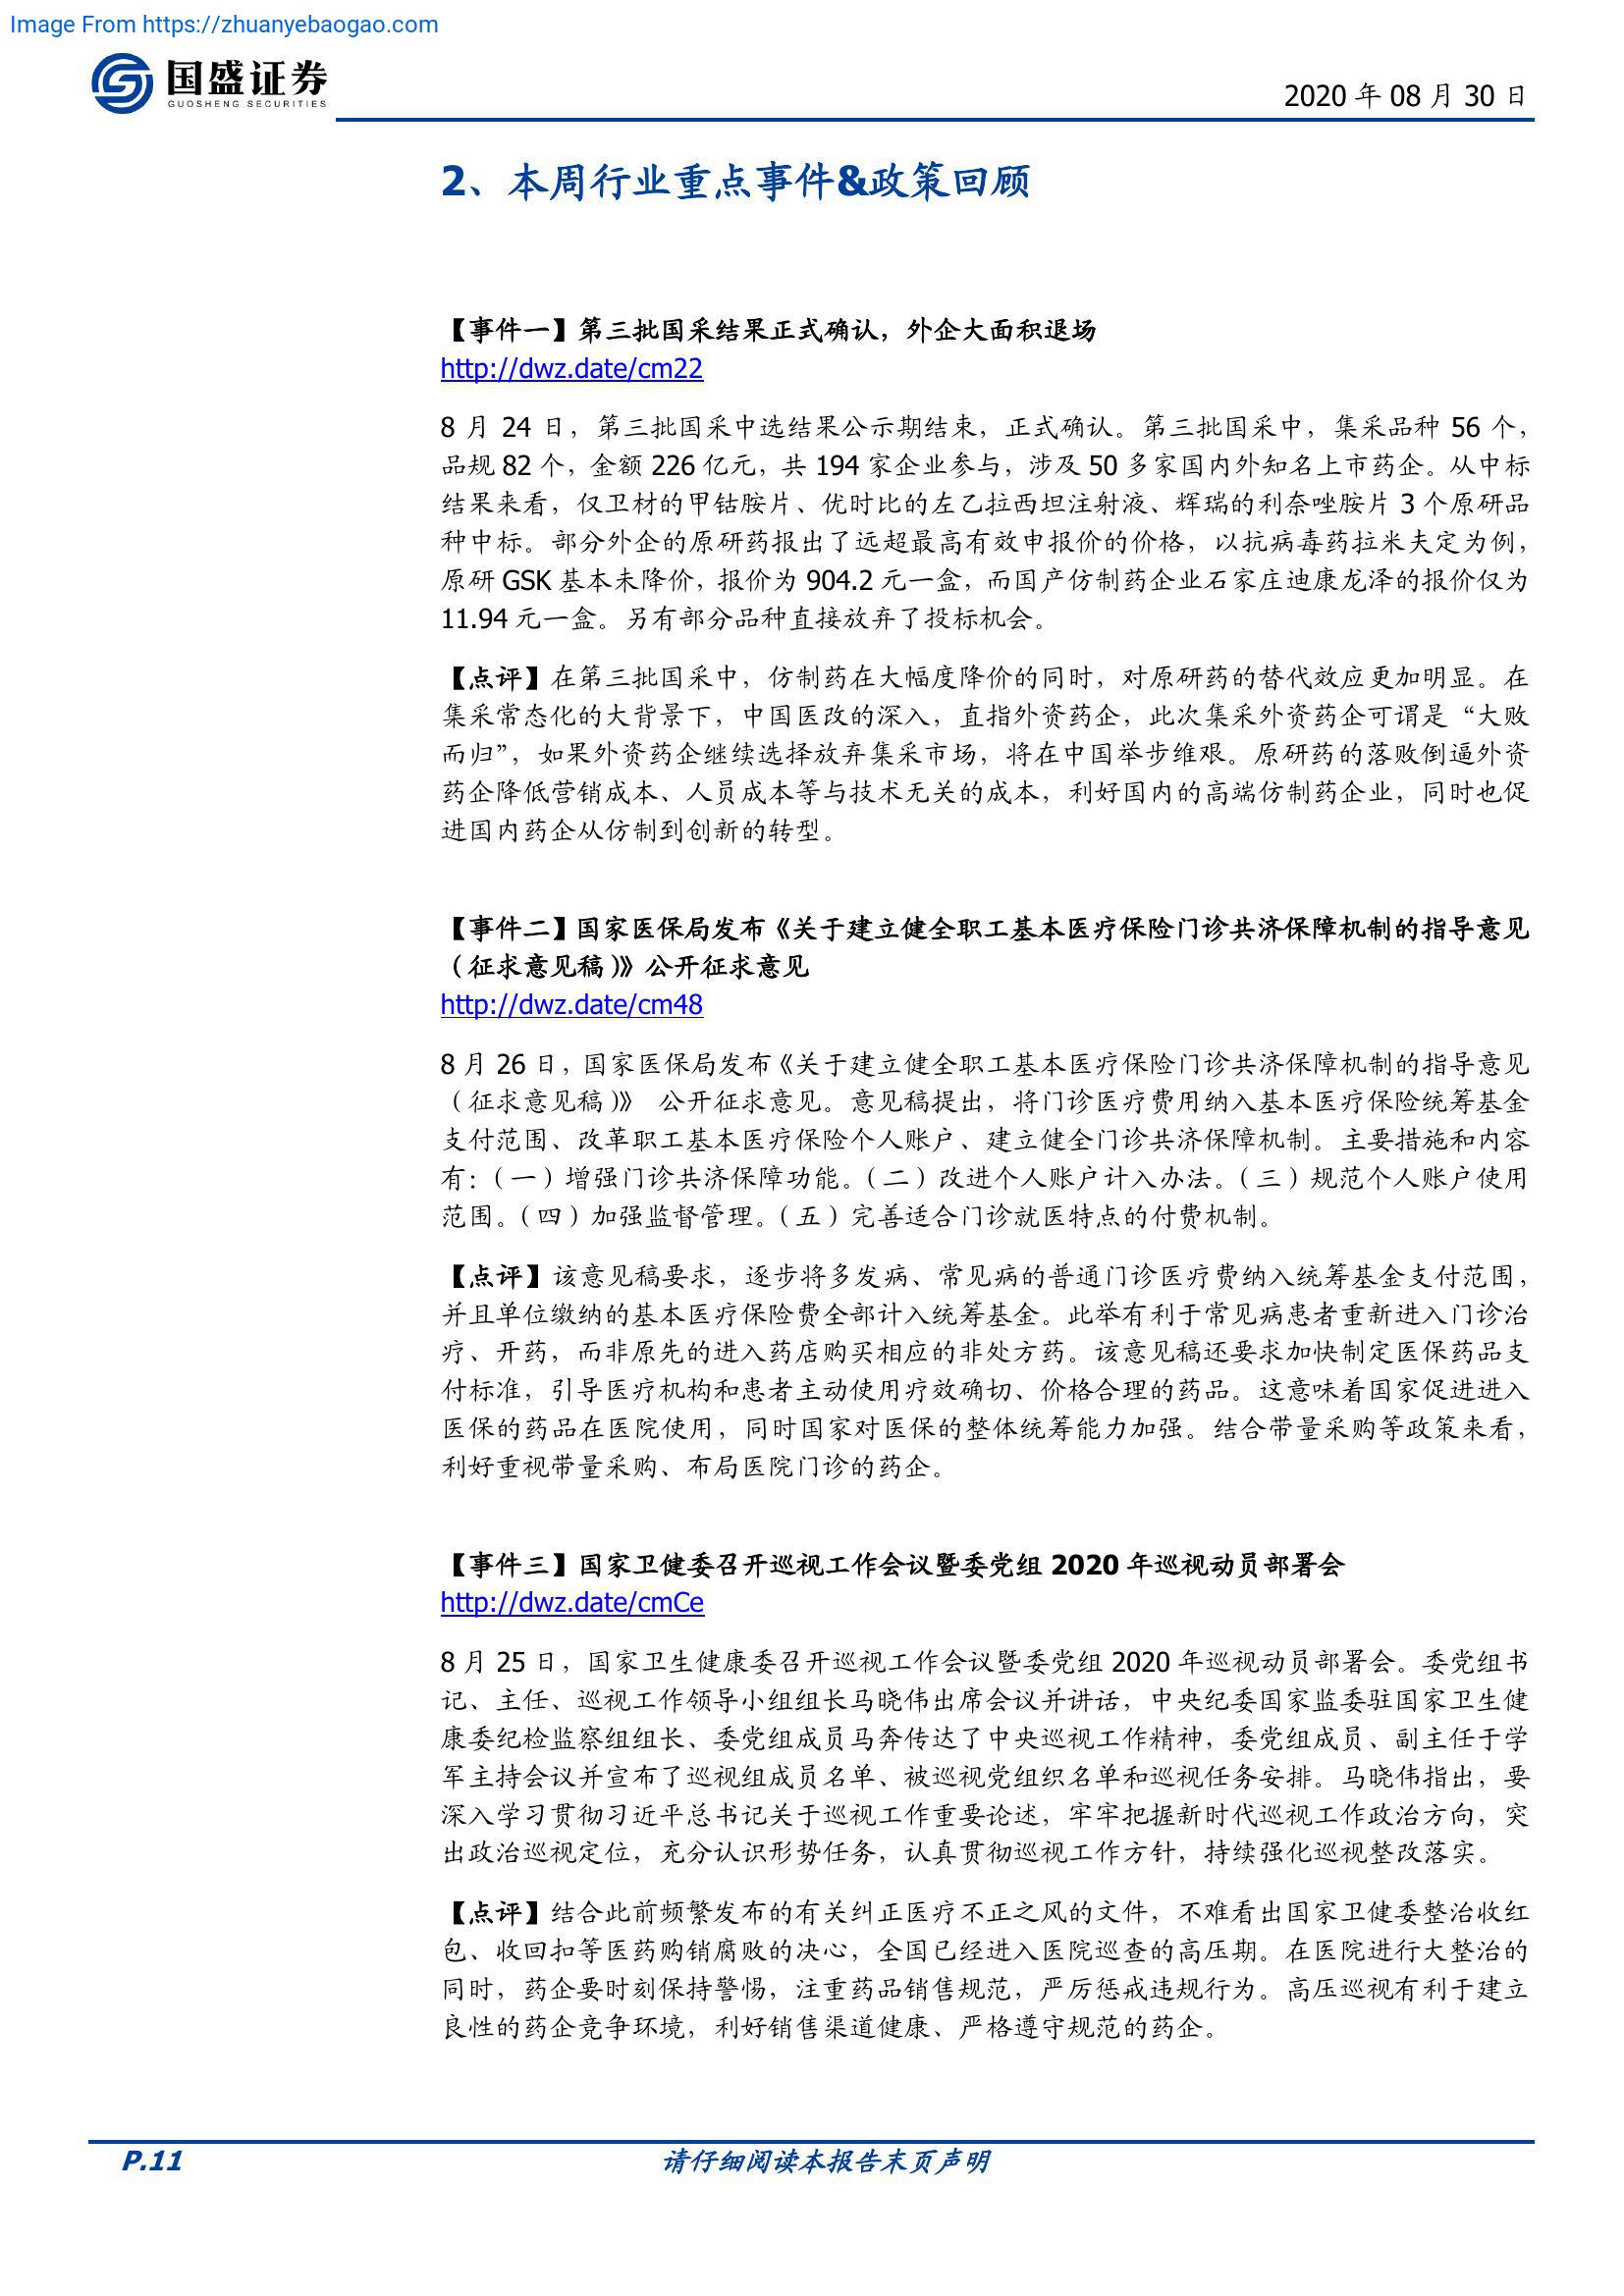 Image From https://zhuanyebaogao.com
国盛证券
GUOSHENG SECURITIES
2020 年 08 月 30 日
2、本周行业重点事件&政策回顾
【事件一】第三批国采结果正式确认，外企大面积退场
http://dwz.date/cm22
8 月 24 日，第三批国采中选结果公示期结束，正式确认。第三批国采中，集采品种 56 个，
品规 82 个，金额 226 亿元，共 194 家企业参与，涉及 50 多家国内外知名上市药企。从中标
结果来看，仅卫材的甲钴胺片、优时比的左乙拉西坦注射液、辉瑞的利奈唑胺片 3 个原研品
种中标。部分外企的原研药报出了远超最高有效申报价的价格，以抗病毒药拉米夫定为例，
原研 GSK 基本未降价，报价为 904.2 元一盒，而国产仿制药企业石家庄迪康龙泽的报价仅为
11.94 元一盒。另有部分品种直接放弃了投标机会。
【点评】在第三批国采中，仿制药在大幅度降价的同时，对原研药的替代效应更加明显。在
集采常态化的大背景下，中国医改的深入，直指外资药企，此次集采外资药企可谓是“大败
而归”，如果外资药企继续选择放弃集采市场，将在中国举步维艰。原研药的落败倒逼外资
药企降低营销成本、人员成本等与技术无关的成本，利好国内的高端仿制药企业，同时也促
进国内药企从仿制到创新的转型。
【事件二】国家医保局发布《关于建立健全职工基本医疗保险门诊共济保障机制的指导意见
（征求意见稿）》公开征求意见
http://dwz.date/cm48
8 月 26 日，国家医保局发布《关于建立健全职工基本医疗保险门诊共济保障机制的指导意见
（征求意见稿）》 公开征求意见。意见稿提出，将门诊医疗费用纳入基本医疗保险统筹基金
支付范围、改革职工基本医疗保险个人账户、建立健全门诊共济保障机制。主要措施和内容
有：（一）增强门诊共济保障功能。（二）改进个人账户计入办法。（三）规范个人账户使用
范围。（四）加强监督管理。（五）完善适合门诊就医特点的付费机制。
【点评】该意见稿要求，逐步将多发病、常见病的普通门诊医疗费纳入统筹基金支付范围，
并且单位缴纳的基本医疗保险费全部计入统筹基金。此举有利于常见病患者重新进入门诊治
疗、开药，而非原先的进入药店购买相应的非处方药。该意见稿还要求加快制定医保药品支
付标准，引导医疗机构和患者主动使用疗效确切、价格合理的药品。这意味着国家促进进入
医保的药品在医院使用，同时国家对医保的整体统筹能力加强。结合带量采购等政策来看，
利好重视带量采购、布局医院门诊的药企。
【事件三】国家卫健委召开巡视工作会议暨委党组 2020 年巡视动员部署会
http://dwz.date/cmCe
8 月 25 日，国家卫生健康委召开巡视工作会议暨委党组 2020 年巡视动员部署会。委党组书
记、主任、巡视工作领导小组组长马晓伟出席会议并讲话，中央纪委国家监委驻国家卫生健
康委纪检监察组组长、委党组成员马奔传达了中央巡视工作精神，委党组成员、副主任于学
军主持会议并宣布了巡视组成员名单、被巡视党组织名单和巡视任务安排。马晓伟指出，要
深入学习贯彻习近平总书记关于巡视工作重要论述，牢牢把握新时代巡视工作政治方向，突
出政治巡视定位，充分认识形势任务，认真贯彻巡视工作方针，持续强化巡视整改落实。
【点评】结合此前频繁发布的有关纠正医疗不正之风的文件，不难看出国家卫健委整治收红
包、收回扣等医药购销腐败的决心，全国已经进入医院巡查的高压期。在医院进行大整治的
同时，药企要时刻保持警惕，注重药品销售规范，严厉惩戒违规行为。高压巡视有利于建立
良性的药企竞争环境，利好销售渠道健康、严格遵守规范的药企。
P.11
请仔细阅读本报告末页声明